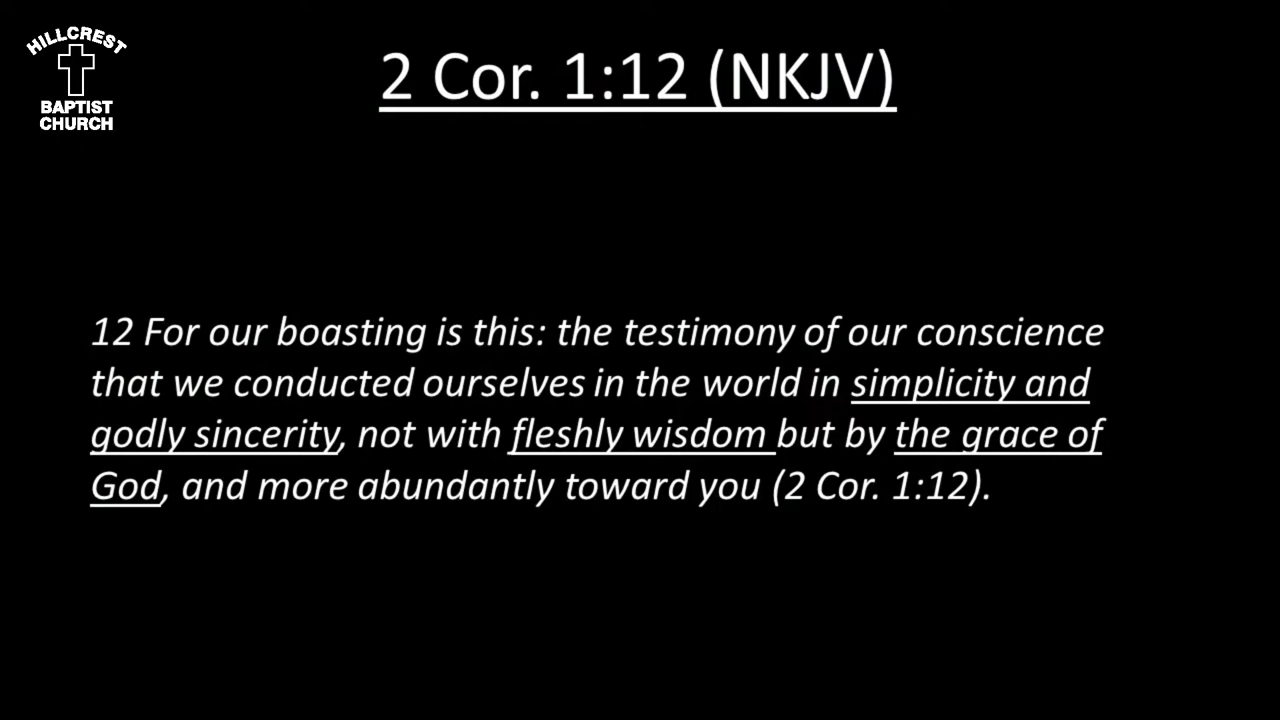 HILLCREST
BAPTIST
CHURCH
2 Cor. 1:12 (NKJV)
12 For our boasting is this: the testimony of our conscience
that we conducted ourselves in the world in simplicity and
godly sincerity, not with fleshly wisdom but by the grace of
God, and more abundantly toward you (2 Cor. 1:12).